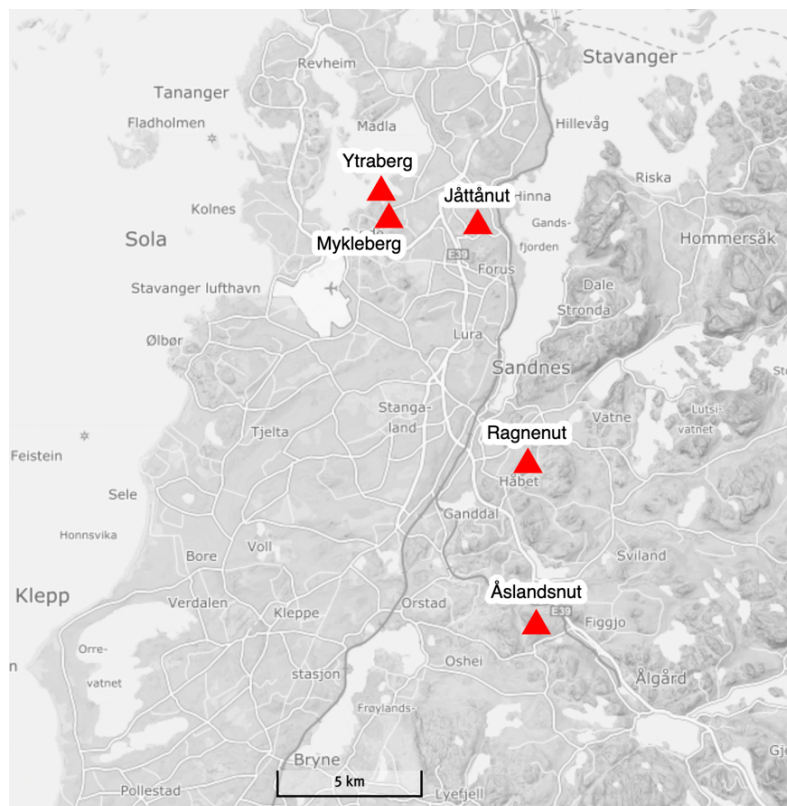 Revheim
Stavanger
Tananger
Fladholmen
Madla
Hillevåg
Ytraberg
Riska
Jåttånut
Hinna
Kolnes
Gands-
fjorden
Mykleberg
Sola
Hommersåk
E39
Forus
Stavanger lufthavn
Dale
Stronda
Ølbør
Lura
Sandnes
Stanga-
land
Vatne
Lutsi-
vatnet
Tjelta
Ragnenut
Feistein
Håbet
Sele
Ganddal
Honnsvika
Voll
Bore
Sviland
Klepp
Åslandsnut
Verdalen
Kleppe
Orstad
E39
Figgjo
Orre-
vatnet
Oshei
stasjon
Ålgård
Frøylands-
Bryne
5 km
Pollestad
Lyefjell